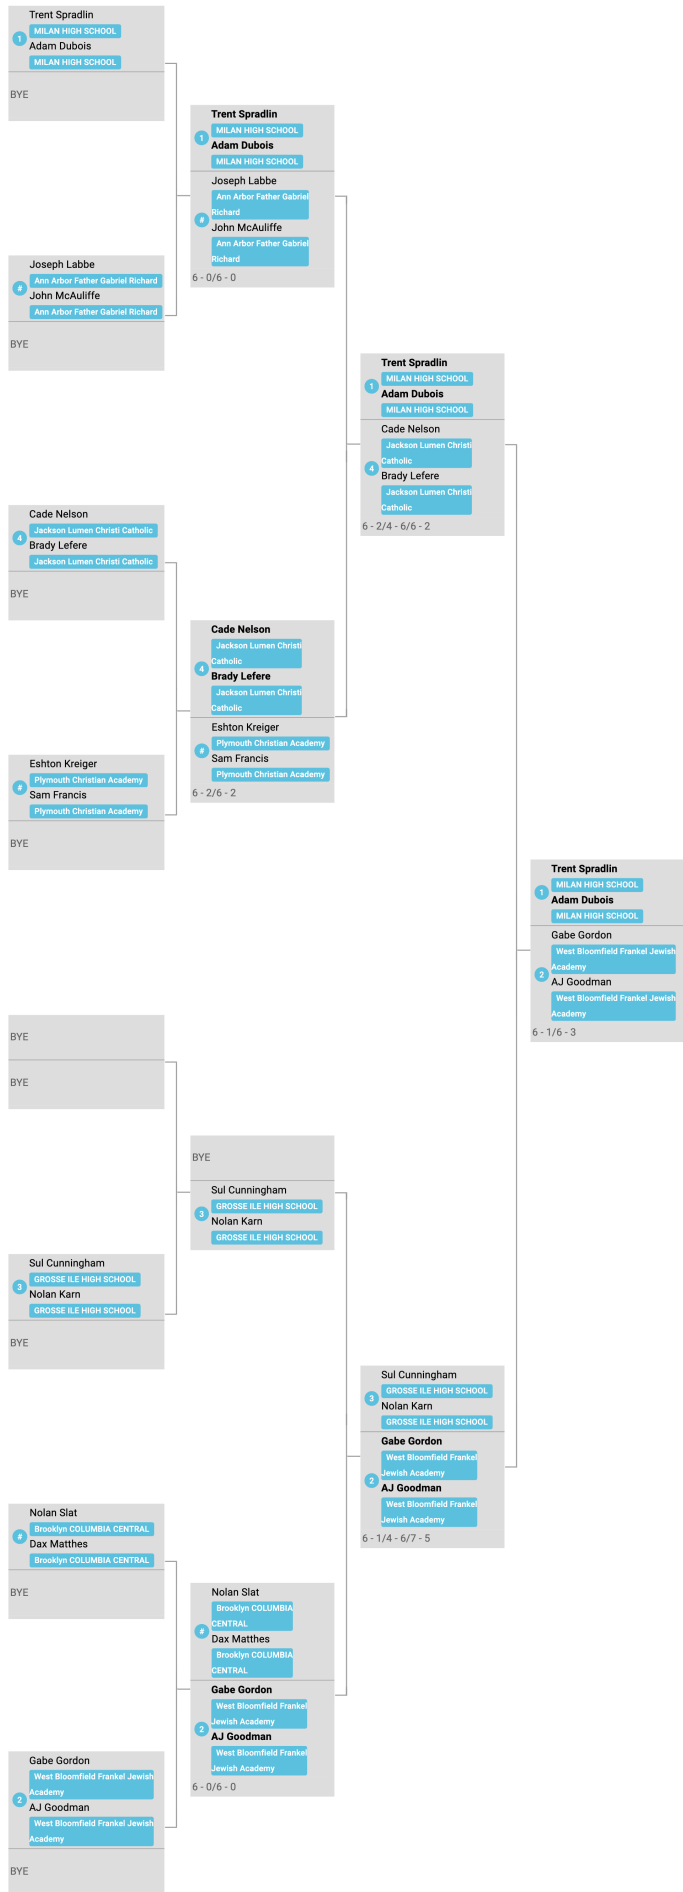 Trent Spradlin
1
MILAN HIGH SCHOOL
Adam Dubois
MILAN HIGH SCHOOL
BYE
Joseph Labbe
#
Ann Arbor Father Gabriel Richard
John McAuliffe
Ann Arbor Father Gabriel Richard
BYE
Cade Nelson
4
Jackson Lumen Christi Catholic
Brady Lefere
Jackson Lumen Christi Catholic
BYE
Eshton Kreiger
#
Plymouth Christian Academy
Sam Francis
Plymouth Christian Academy
BYE
BYE
BYE
Sul Cunningham
3
GROSSE ILE HIGH SCHOOL
Nolan Karn
GROSSE ILE HIGH SCHOOL
BYE
Nolan Slat
#
Brooklyn COLUMBIA CENTRAL
Dax Matthes
Brooklyn COLUMBIA CENTRAL
BYE
Gabe Gordon
2
West Bloomfield Frankel Jewish
Academy
AJ Goodman
West Bloomfield Frankel Jewish
Academy
BYE
Trent Spradlin
1
MILAN HIGH SCHOOL
Adam Dubois
MILAN HIGH SCHOOL
Joseph Labbe
#
Ann Arbor Father Gabriel
Richard
John McAuliffe
Ann Arbor Father Gabriel
Richard
6 - 0/6 - 0
Cade Nelson
4
Jackson Lumen Christi
Catholic
Brady Lefere
Jackson Lumen Christi
Catholic
Eshton Kreiger
#
Plymouth Christian Academy
Sam Francis
Plymouth Christian Academy
6 - 2/6 - 2
BYE
Sul Cunningham
3
GROSSE ILE HIGH SCHOOL
Nolan Karn
GROSSE ILE HIGH SCHOOL
Nolan Slat
#
Brooklyn COLUMBIA
CENTRAL
Dax Matthes
Brooklyn COLUMBIA
CENTRAL
Gabe Gordon
2
West Bloomfield Frankel
Jewish Academy
AJ Goodman
West Bloomfield Frankel
Jewish Academy
6 - 0/6 - 0
Trent Spradlin
1
MILAN HIGH SCHOOL
Adam Dubois
MILAN HIGH SCHOOL
Cade Nelson
4
Jackson Lumen Christi
Catholic
Brady Lefere
Jackson Lumen Christi
Catholic
6 - 2/4 - 6/6 - 2
Sul Cunningham
3
GROSSE ILE HIGH SCHOOL
Nolan Karn
GROSSE ILE HIGH SCHOOL
Gabe Gordon
2
West Bloomfield Frankel
Jewish Academy
AJ Goodman
West Bloomfield Frankel
Jewish Academy
6 - 1/4 - 6/7 - 5
Trent Spradlin
1
MILAN HIGH SCHOOL
Adam Dubois
MILAN HIGH SCHOOL
Gabe Gordon
2
West Bloomfield Frankel Jewish
Academy
AJ Goodman
West Bloomfield Frankel Jewish
Academy
6 - 1/6 - 3